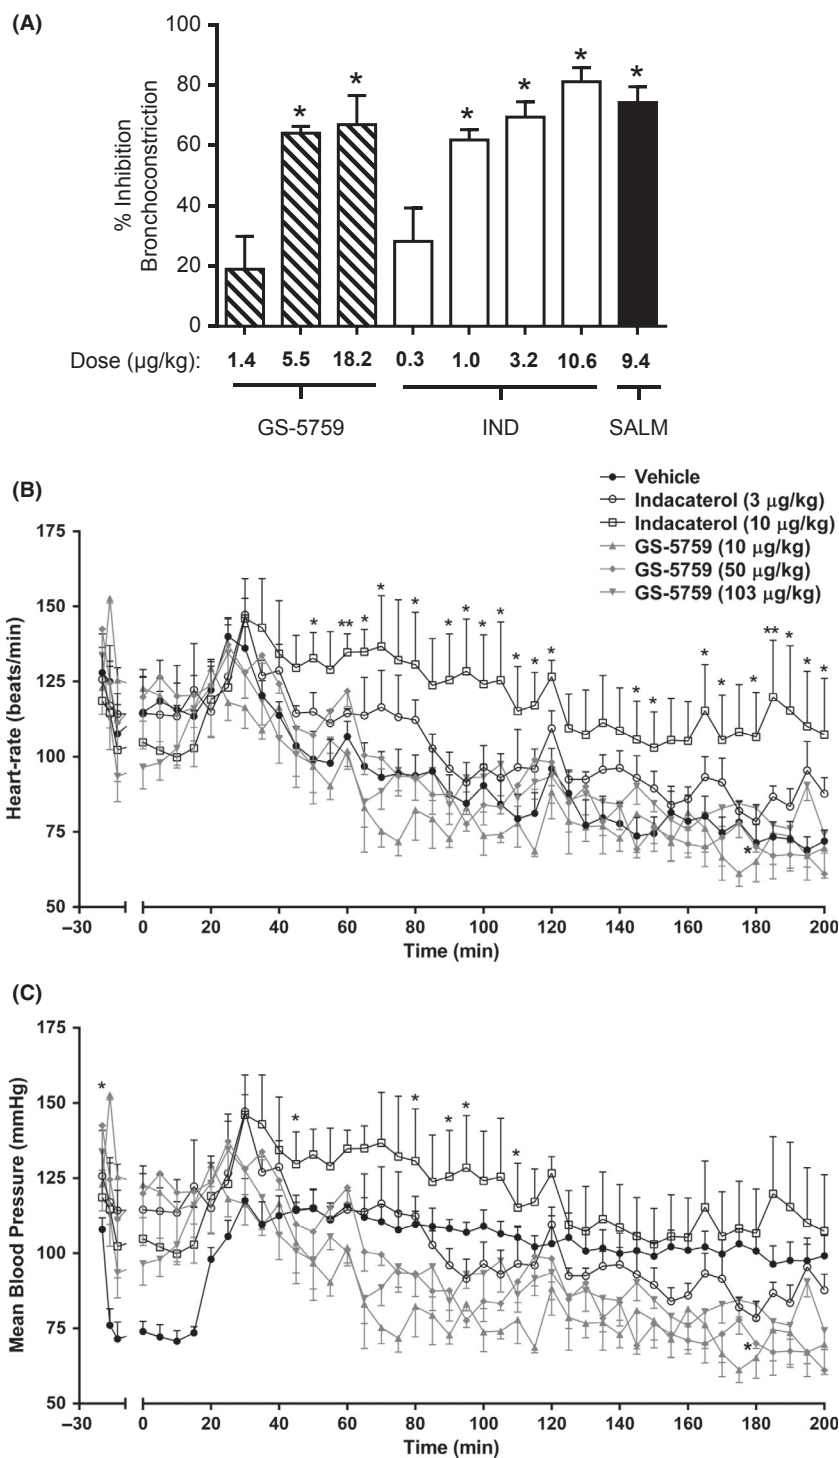 (A)
100
80
60
40
20
0
% Inhibition
Bronchoconstriction
* * * * * *
Dose (µg/kg): 1.4 5.5 18.2 0.3 1.0 3.2 10.6 9.4
GS-5759 IND SALM
(B)
Vehicle
Indacaterol (3 µg/kg)
Indacaterol (10 µg/kg)
GS-5759 (10 µg/kg)
GS-5759 (50 µg/kg)
GS-5759 (103 µg/kg)
175
150
125
100
75
50
Heart-rate (beats/min)
* ** * * * * * * * * * * * * * * * ** * * *
*
–30 0 20 40 60 80 100 120 140 160 180 200
Time (min)
(C)
175
150
125
100
75
50
Mean Blood Pressure (mmHg)
* * * * * *
*
–30 0 20 40 60 80 100 120 140 160 180 200
Time (min)